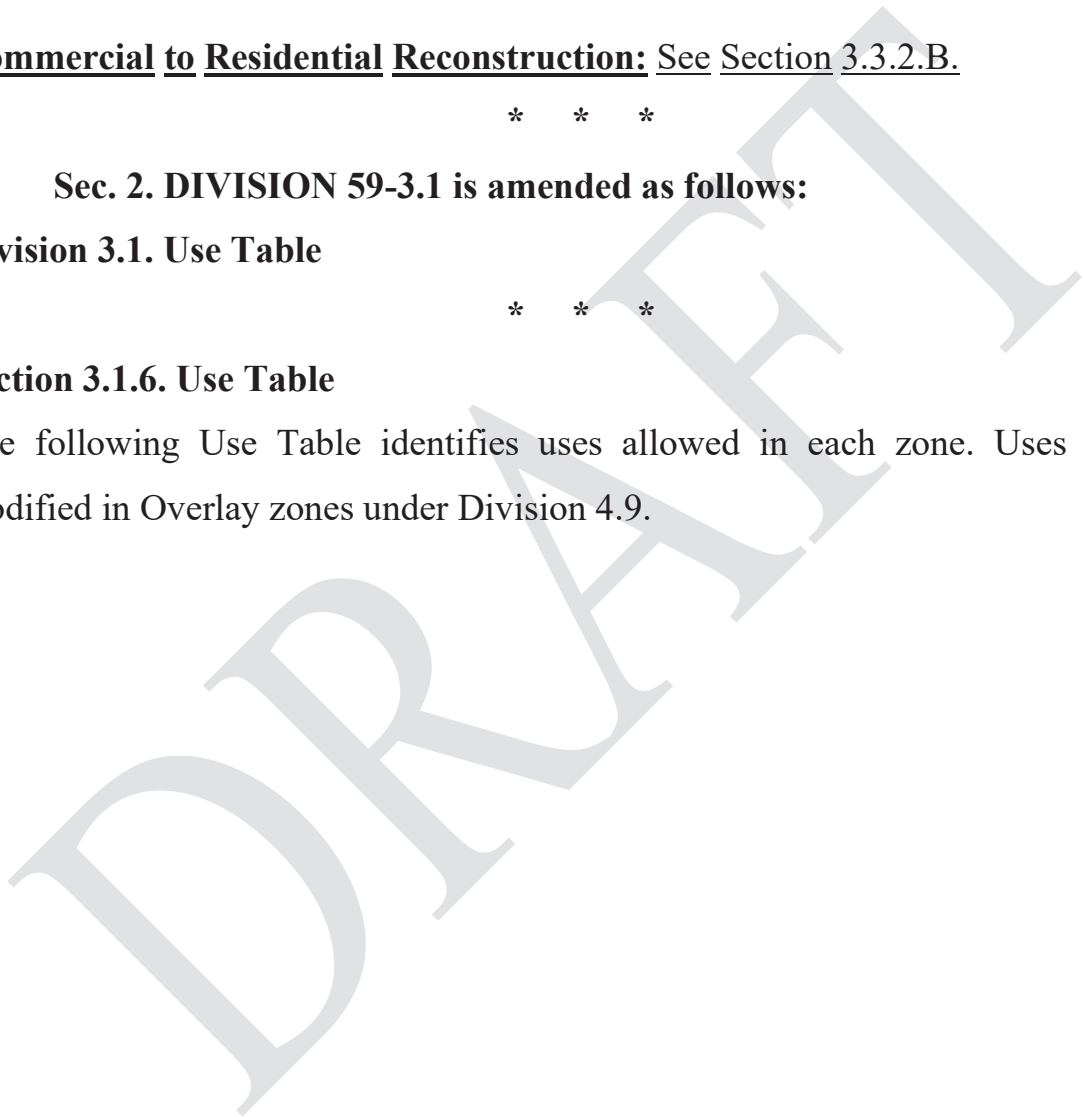 ommercial to Residential Reconstruction: See Section 3.3.2.B.
* * *
Sec. 2. DIVISION 59-3.1 is amended as follows:
vision 3.1. Use Table
* * *
ction 3.1.6. Use Table
e following Use Table identifies uses allowed in each zone. Uses
odified in Overlay zones under Division 4.9.
DRAFT